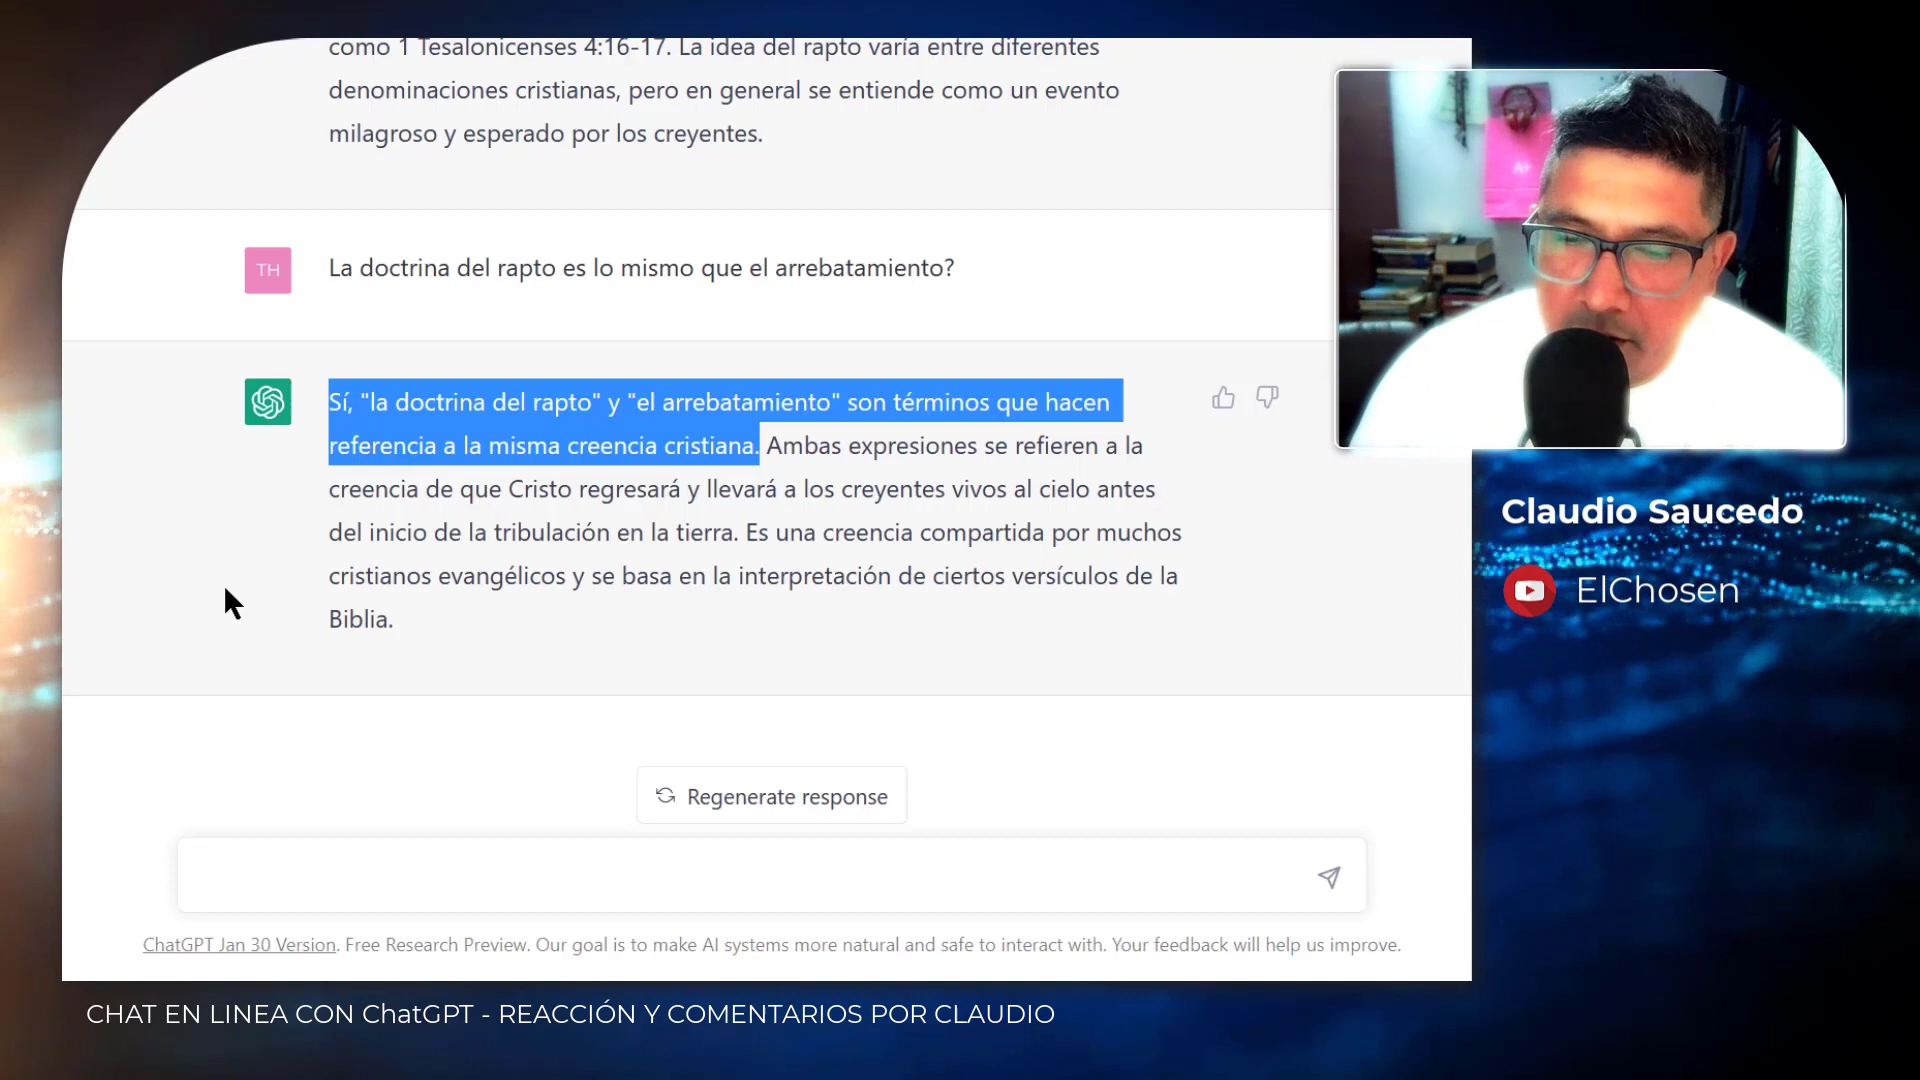 como 1 Tesalonicenses 4:16-17. La idea del rapto varía entre diferentes
denominaciones cristianas, pero en general se entiende como un evento
milagroso y esperado por los creyentes.
TH
La doctrina del rapto es lo mismo que el arrebatamiento?
Sí, "la doctrina del rapto" y "el arrebatamiento" son términos que hacen
referencia a la misma creencia cristiana. Ambas expresiones se refieren a la
creencia de que Cristo regresará y llevará a los creyentes vivos al cielo antes
del inicio de la tribulación en la tierra. Es una creencia compartida por muchos
cristianos evangélicos y se basa en la interpretación de ciertos versículos de la
Biblia.
Claudio Saucedo
ElChosen
Regenerate response
ChatGPT Jan 30 Version. Free Research Preview. Our goal is to make AI systems more natural and safe to interact with. Your feedback will help us improve.
CHAT EN LINEA CON ChatGPT - REACCIÓN Y COMENTARIOS POR CLAUDIO